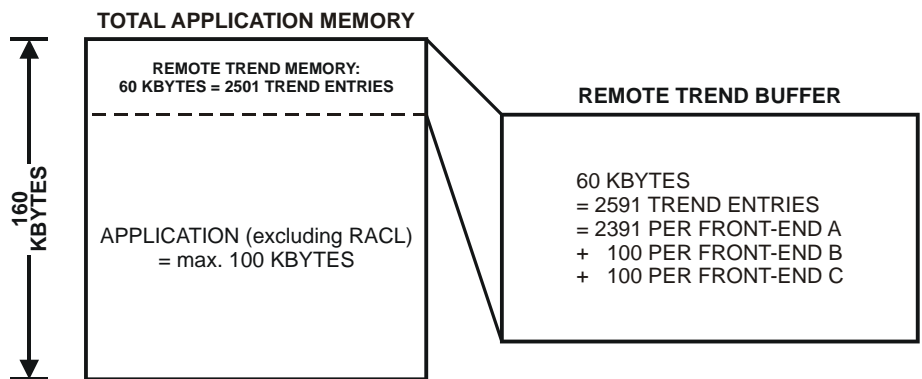 TOTAL APPLICATION MEMORY
REMOTE TREND MEMORY:
60 KBYTES = 2501 TREND ENTRIES
160
KBYTES
APPLICATION (excluding RACL)
= max. 100 KBYTES
REMOTE TREND BUFFER
60 KBYTES
= 2591 TREND ENTRIES
= 2391 PER FRONT-END A
+ 100 PER FRONT-END B
+ 100 PER FRONT-END C